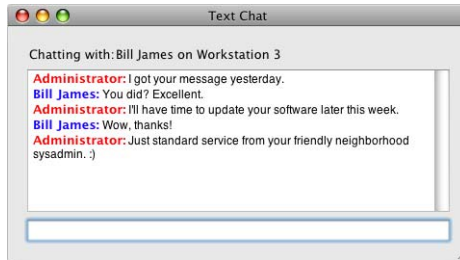 Text Chat
Chatting with: Bill James on Workstation 3
Administrator: I got your message yesterday.
Bill James: You did? Excellent.
Administrator: I'll have time to update your software later this week.
Bill James: Wow, thanks!
Administrator: Just standard service from your friendly neighborhood
sysadmin. :)